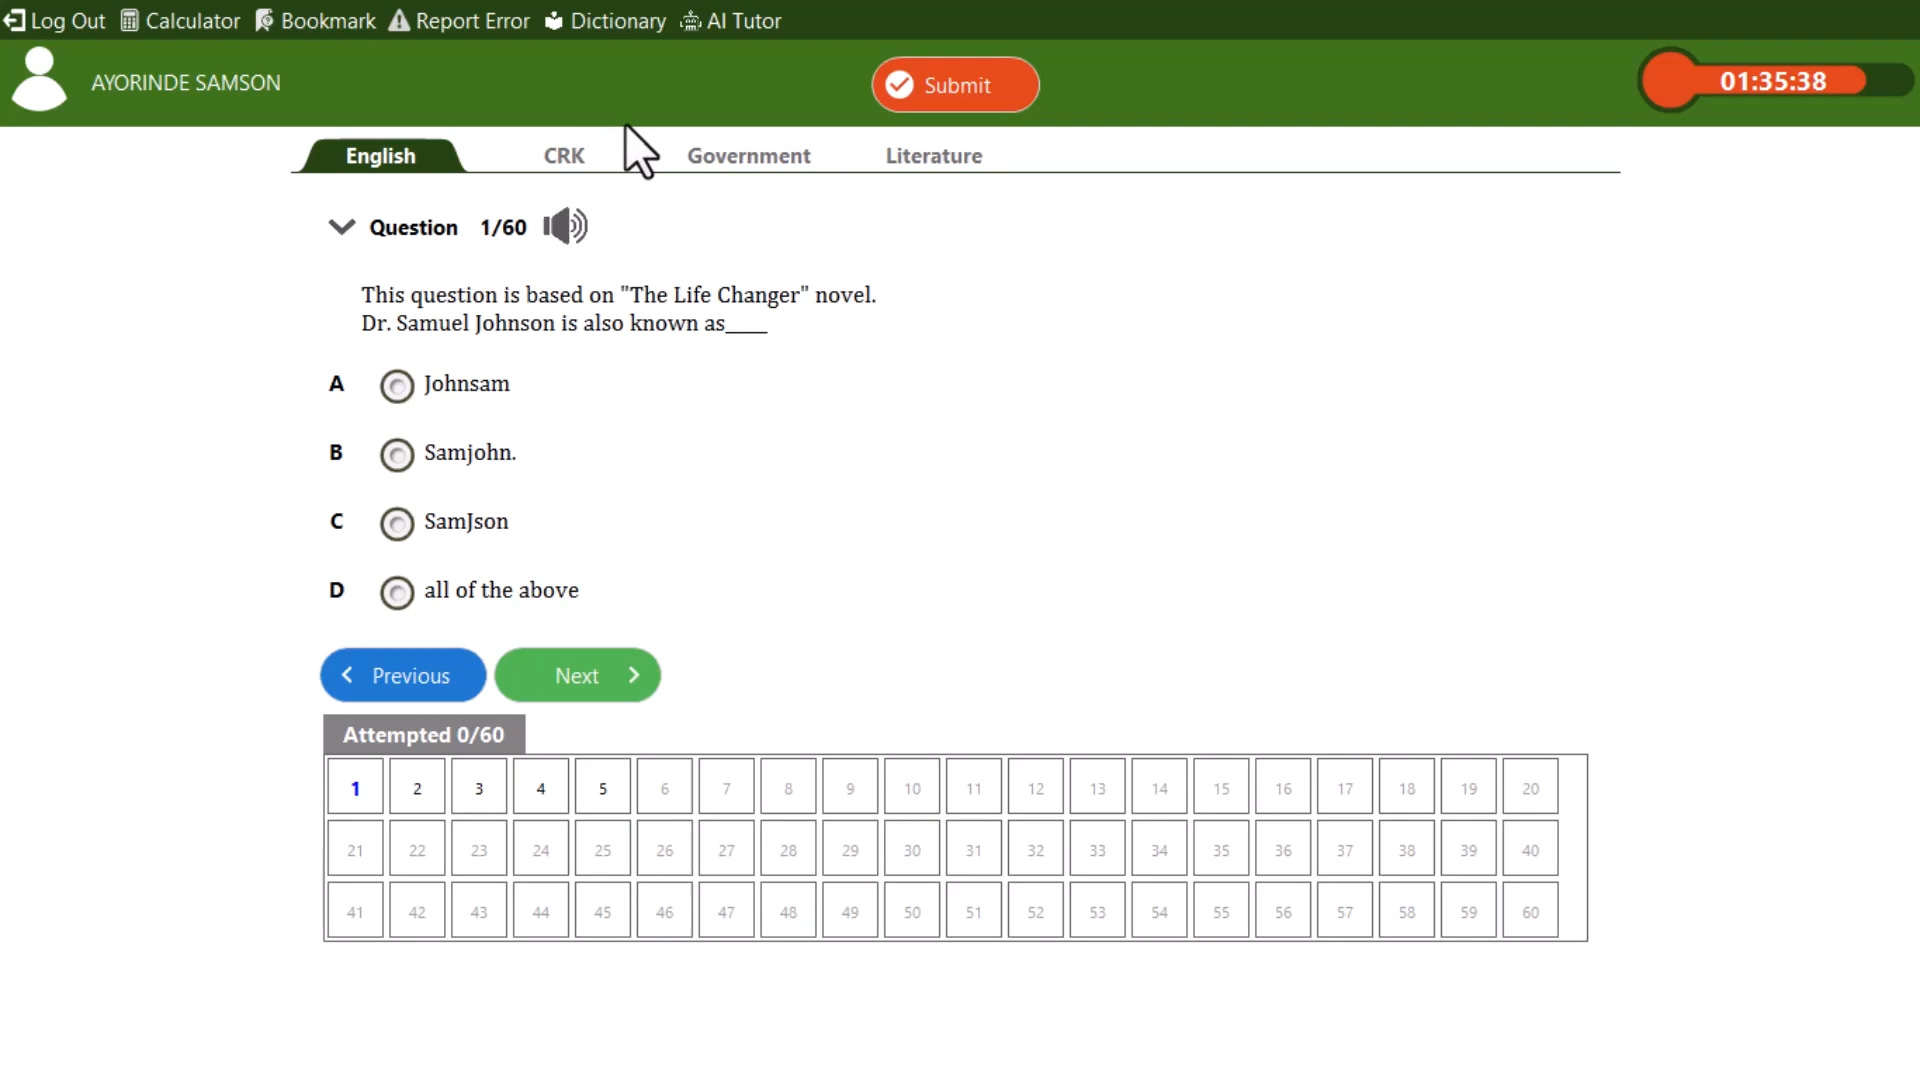 Log Out Calculator Bookmark Report Error Dictionary AI Tutor
AYORINDE SAMSON
Submit
01:35:38
English CRK Government Literature
Question 1/60
This question is based on "The Life Changer" novel.
Dr. Samuel Johnson is also known as____
A Johnsam
B Samjohn.
C SamJson
D all of the above
Previous Next
Attempted 0/60
1 2 3 4 5 6 7 8 9 10 11 12 13 14 15 16 17 18 19 20
21 22 23 24 25 26 27 28 29 30 31 32 33 34 35 36 37 38 39 40
41 42 43 44 45 46 47 48 49 50 51 52 53 54 55 56 57 58 59 60